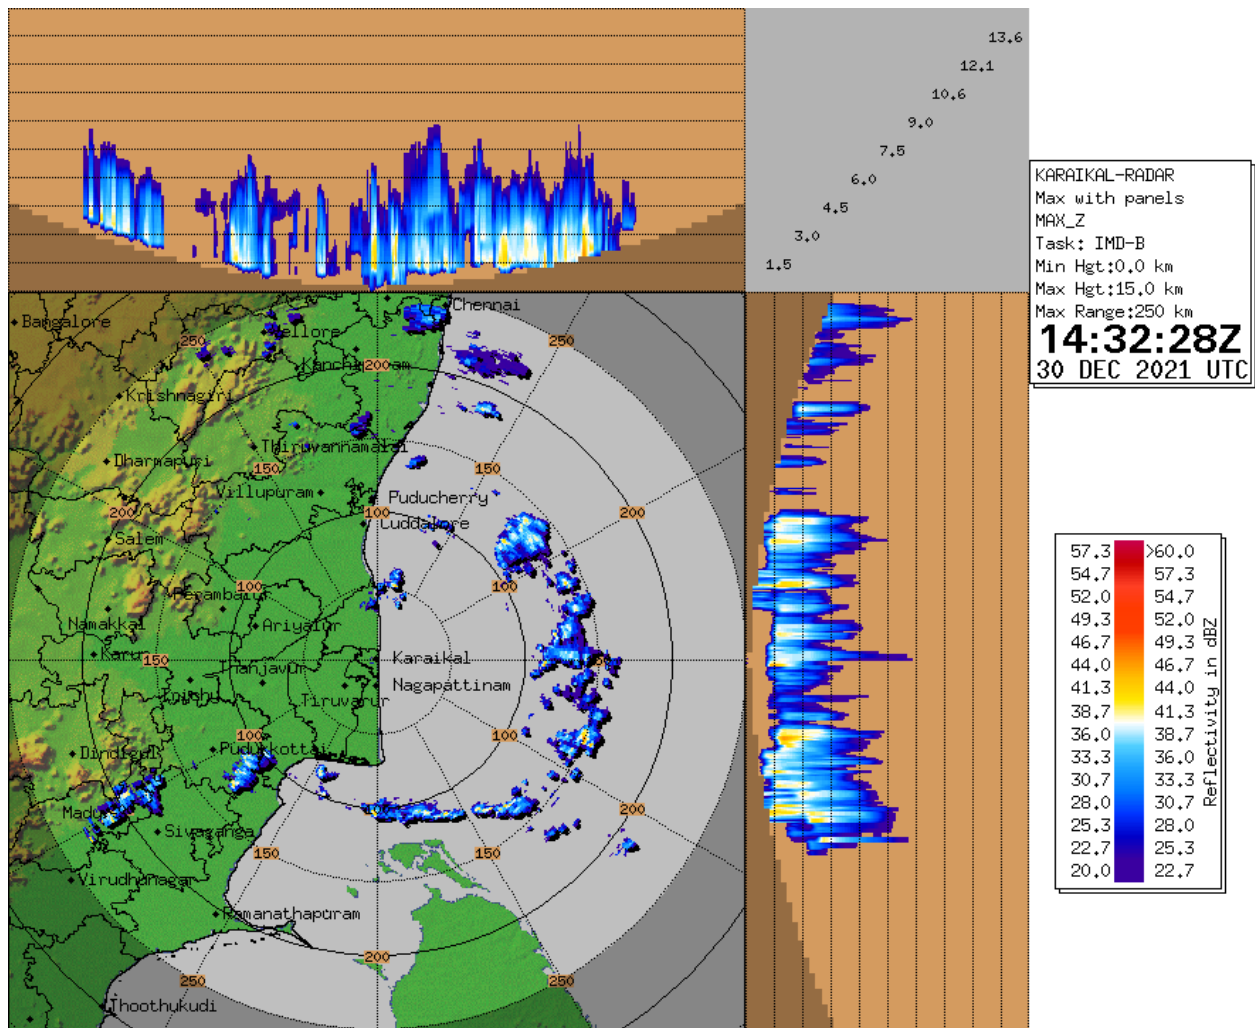 13.6
12.1
10.6
9.0
7.5
6.0
4.5
3.0
1.5
KARAIKAL-RADAR
Max with panels
MAX_Z
Task: IMD-B
Min Hgt:0.0 km
Max Hgt:15.0 km
Max Range:250 km
14:32:28Z
30 DEC 2021 UTC
Chennai
Bangalore
250
250
200
Krishnagiri
Thiruvannamalai
Dharmapuri
150
150
Villupuram
Puducherry
200
100
200
Salem
100
100
Perambalur
Namakkal
Ariyalur
Karur
150
Karaikal
Thanjavur
Nagapattinam
Tiruvarur
100
100
Pudukkottai
Dindigul
200
Sivaganga
150
150
Virudhunagar
Ramanathapuram
200
250
250
Thoothukudi
57.3 >60.0
54.7 57.3
52.0 54.7
49.3 52.0
46.7 49.3
44.0 46.7
41.3 44.0
38.7 41.3
36.0 38.7
33.3 36.0
30.7 33.3
28.0 30.7
25.3 28.0
22.7 25.3
20.0 22.7
Reflectivity in dBZ